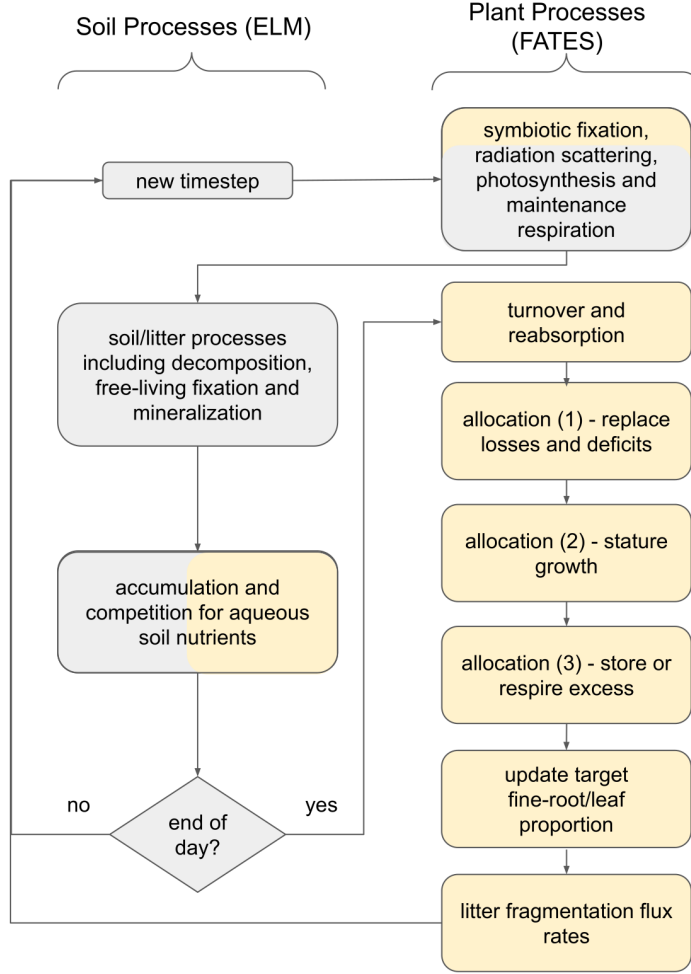 Soil Processes (ELM)
Plant Processes
(FATES)
new timestep
symbiotic fixation,
radiation scattering,
photosynthesis and
maintenance
respiration
soil/litter processes
including decomposition,
free-living fixation and
mineralization
accumulation and
competition for aqueous
soil nutrients
no
end of
day?
yes
turnover and
reabsorption
allocation (1) - replace
losses and deficits
allocation (2) - stature
growth
allocation (3) - store or
respire excess
update target
fine-root/leaf
proportion
litter fragmentation flux
rates